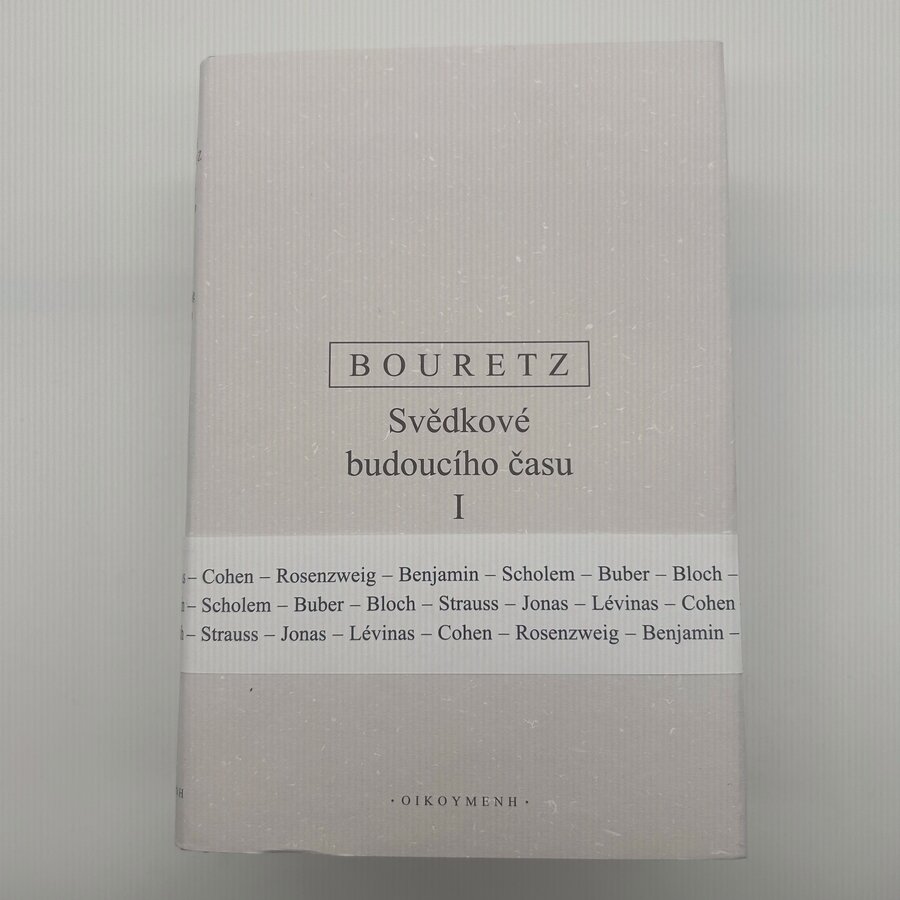 BOURETZ
Svědkové
budoucího času
I
– Cohen – Rosenzweig – Benjamin – Scholem – Buber – Bloch –
– Scholem – Buber – Bloch – Strauss – Jonas – Lévinas – Cohen
– Strauss – Jonas – Lévinas – Cohen – Rosenzweig – Benjamin –
· ΟΙΚΟΥΜΕΝΗ ·